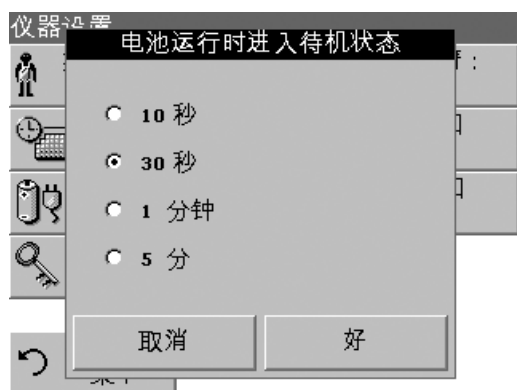 仪器设置
电池运行时进入待机状态
10 秒
30 秒
1 分钟
5 分
取消
好